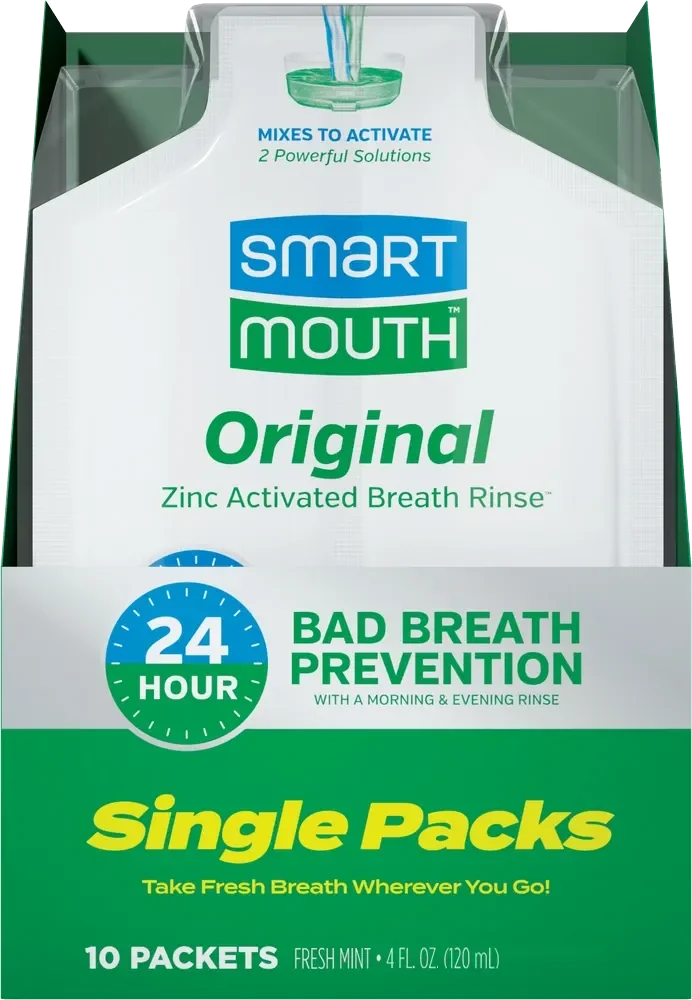 MIXES TO ACTIVATE
2 Powerful Solutions
SMART
MOUTH™
Original
Zinc Activated Breath Rinse™
24
HOUR
BAD BREATH
PREVENTION
WITH A MORNING & EVENING RINSE
Single Packs
Take Fresh Breath Wherever You Go!
10 PACKETS FRESH MINT • 4 FL. OZ. (120 mL)